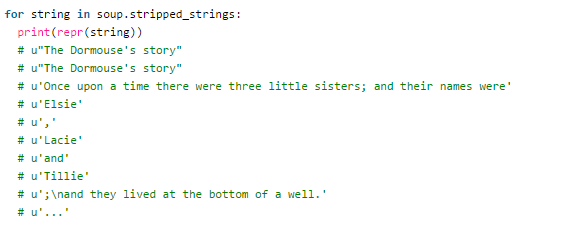 for string in soup.stripped_strings:
print(repr(string))
# u"The Dormouse's story"
# u"The Dormouse's story"
# u'Once upon a time there were three little sisters; and their names were'
# u'Elsie'
# u','
# u'Lacie'
# u'and'
# u'Tillie'
# u';\nand they lived at the bottom of a well.'
# u'...'